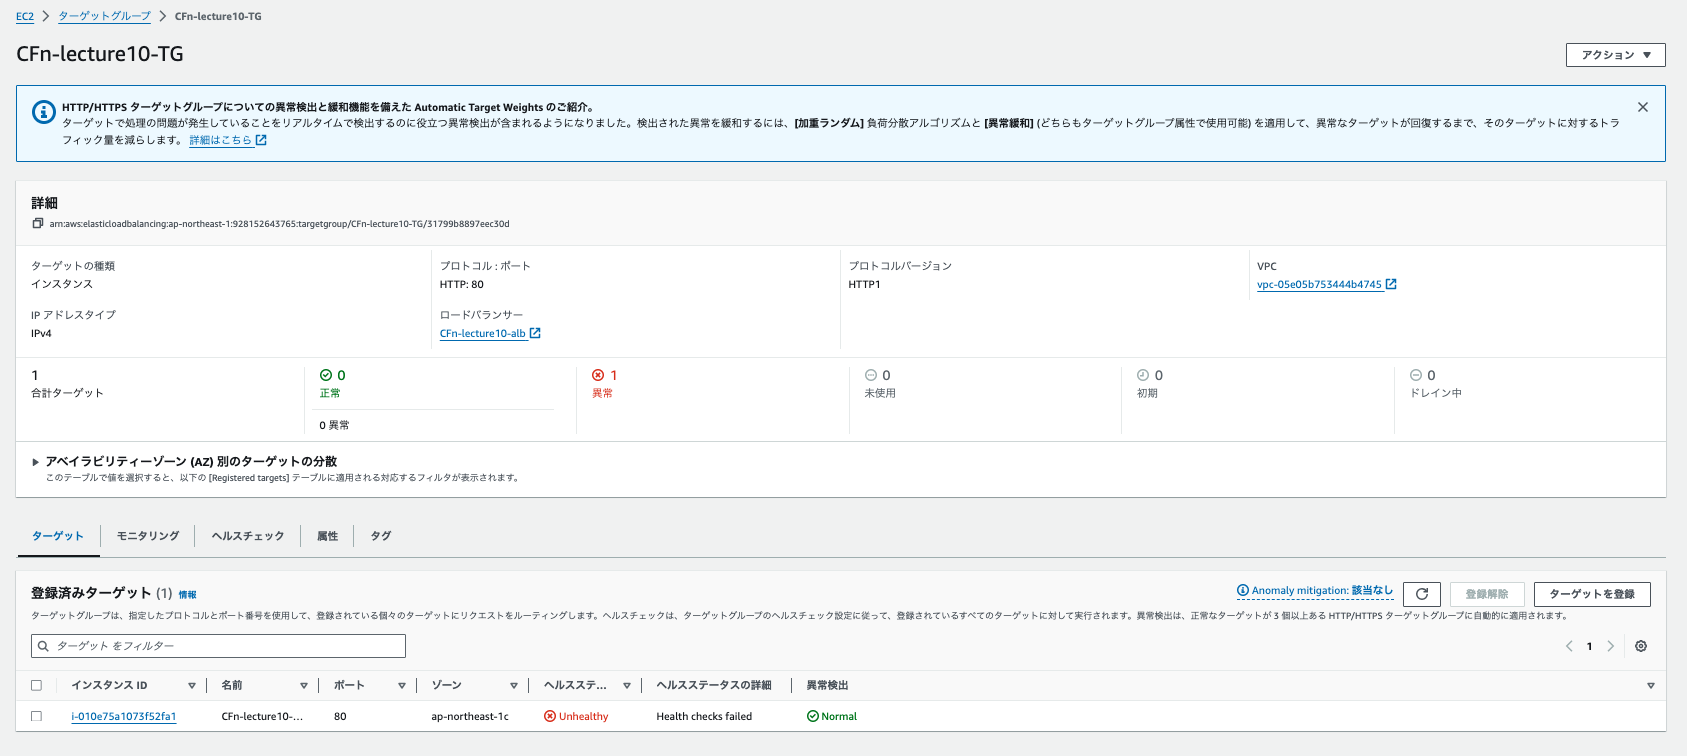 EC2 > ターゲットグループ > CFn-lecture10-TG
CFn-lecture10-TG
アクション
HTTP/HTTPS ターゲットグループについての異常検出と緩和機能を備えた Automatic Target Weights のご紹介。
ターゲットで処理の問題が発生していることをリアルタイムで検出するのに役立つ異常検出が含まれるようになりました。検出された異常を緩和するには、[加重ランダム] 負荷分散アルゴリズムと [異常緩和] (どちらもターゲットグループ属性で使用可能) を適用して、異常なターゲットが回復するまで、そのターゲットに対するトラ
フィック量を減らします。 詳細はこちら
詳細
arn:aws:elasticloadbalancing:ap-northeast-1:928152643765:targetgroup/CFn-lecture10-TG/31799b8897eec30d
ターゲットの種類
インスタンス
プロトコル : ポート
HTTP: 80
プロトコルバージョン
HTTP1
VPC
vpc-05e05b753444b4745
IP アドレスタイプ
IPv4
ロードバランサー
CFn-lecture10-alb
1
合計ターゲット
0
正常
0 異常
1
異常
0
未使用
0
初期
0
ドレイン中
アベイラビリティーゾーン (AZ) 別のターゲットの分散
このテーブルで値を選択すると、以下の [Registered targets] テーブルに適用される対応するフィルタが表示されます。
ターゲット モニタリング ヘルスチェック 属性 タグ
登録済みターゲット (1) 情報
Anomaly mitigation: 該当なし
登録解除
ターゲットを登録
ターゲットグループは、指定したプロトコルとポート番号を使用して、登録されている個々のターゲットにリクエストをルーティングします。ヘルスチェックは、ターゲットグループのヘルスチェック設定に従って、登録されているすべてのターゲットに対して実行されます。異常検出は、正常なターゲットが 3 個以上ある HTTP/HTTPS ターゲットグループに自動的に適用されます。
ターゲット をフィルター
1
インスタンス ID 名前 ポート ゾーン ヘルスステ... ヘルスステータスの詳細 異常検出
i-010e75a1073f52fa1 CFn-lecture10-... 80 ap-northeast-1c Unhealthy Health checks failed Normal